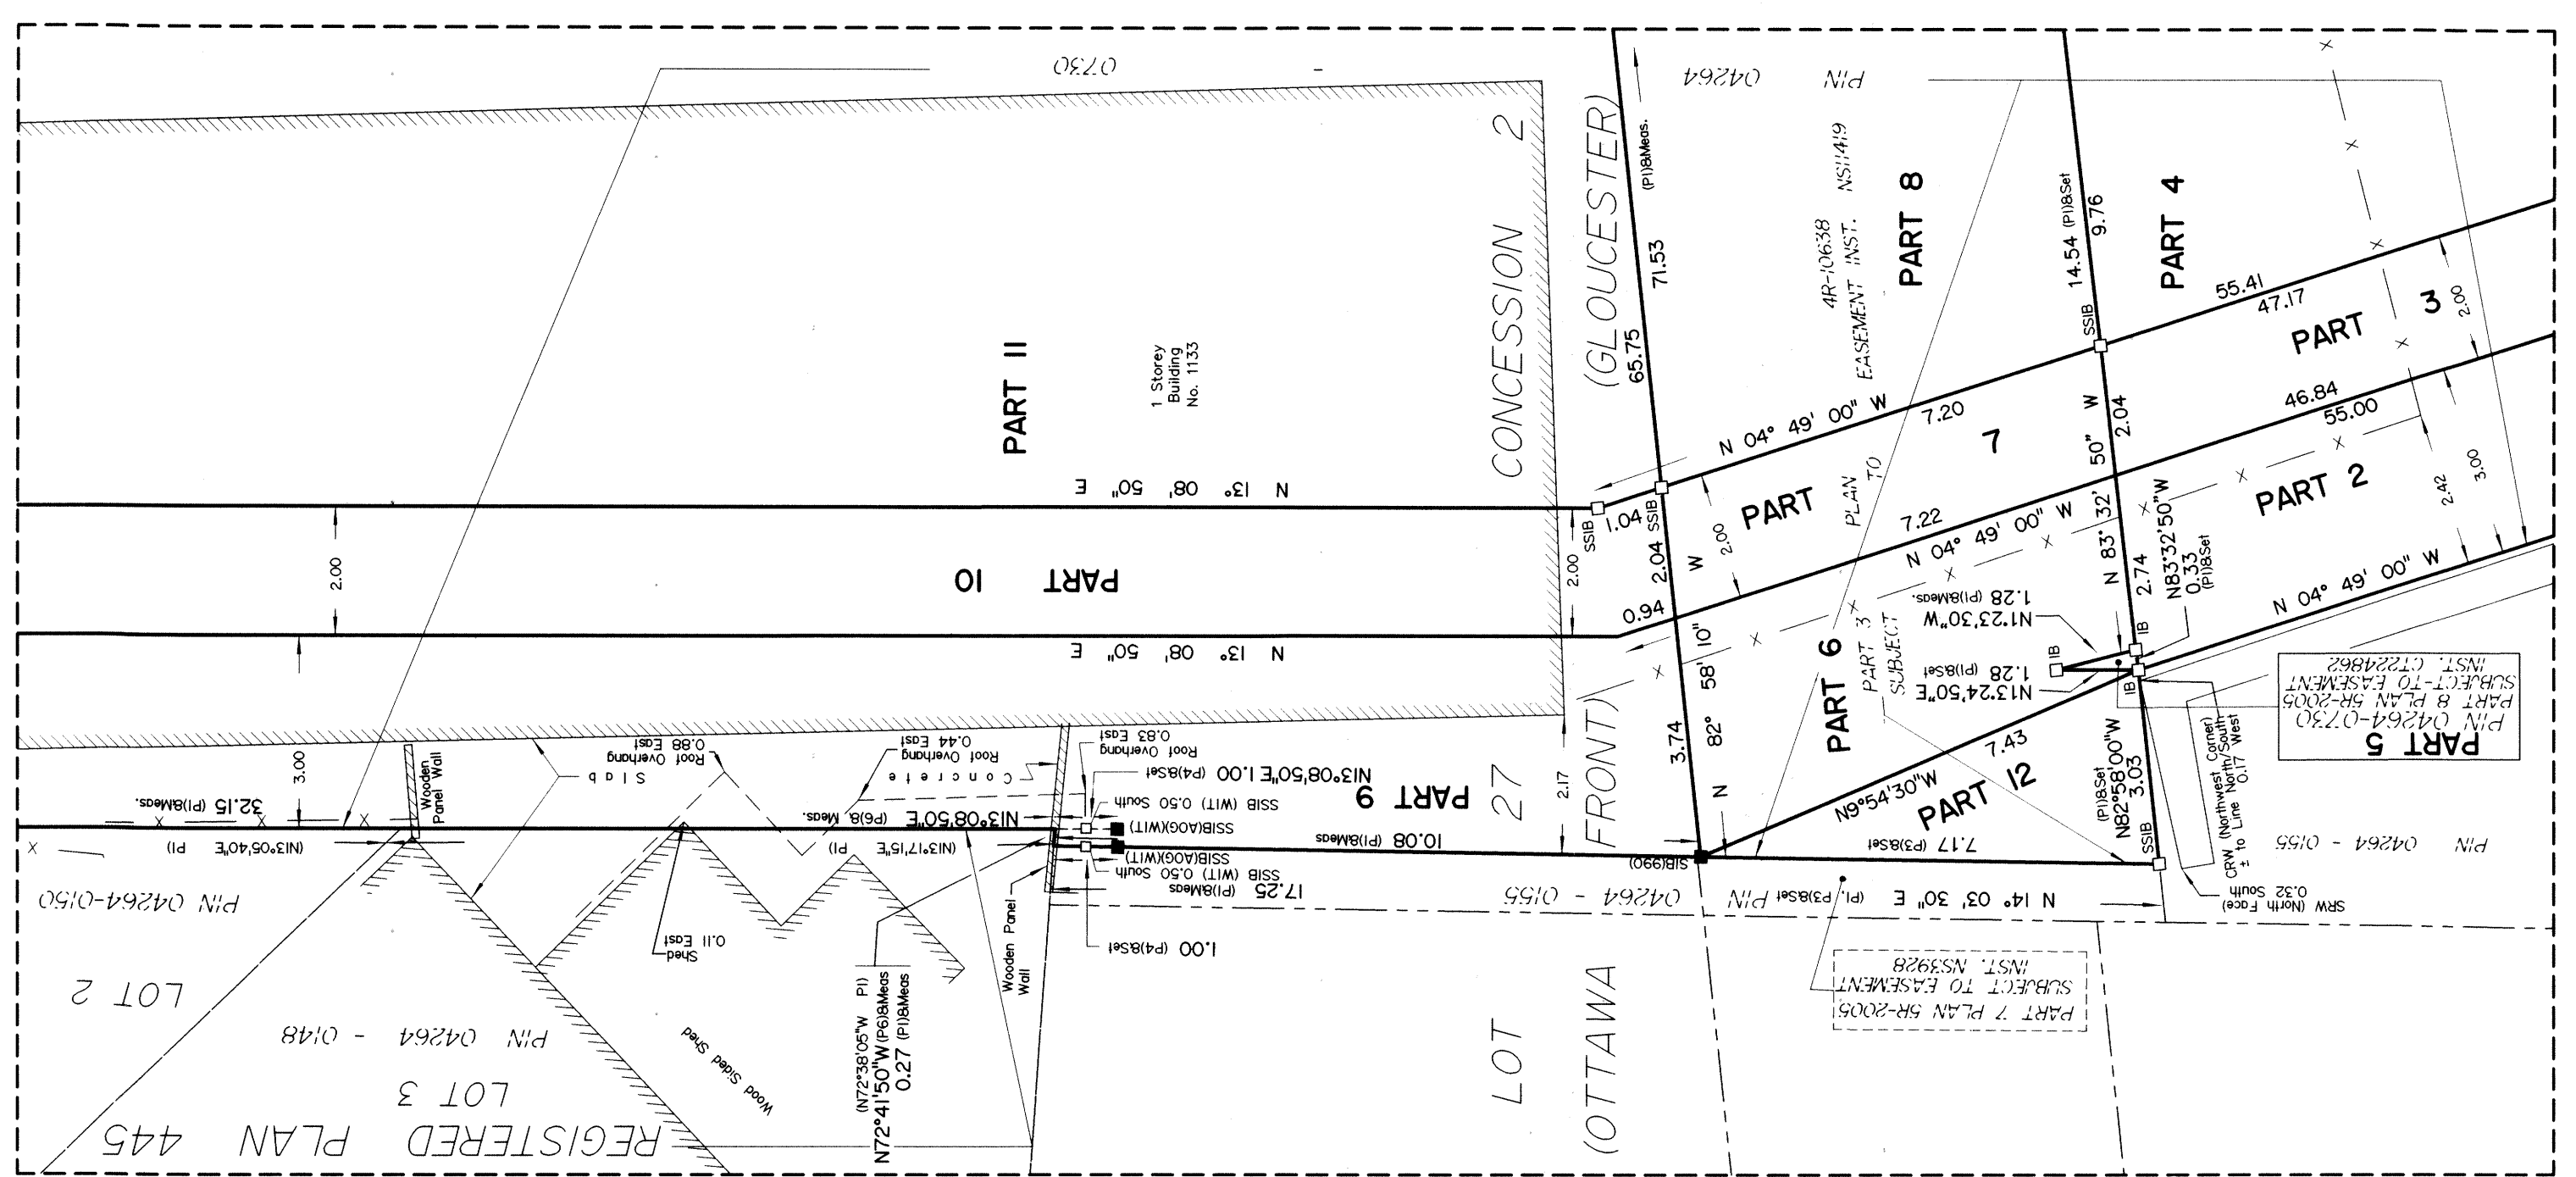 0730
-
PIN 04264
CONCESSION 2
(GLOUCESTER)
(P1)&Meas.
71.53
65.75
4R-10638
EASEMENT INST. NS11419
PART 8
14.54 (P1)&Set
9.76
PART 4
PART 11
1 Storey
Building
No. 1133
SSIB
55.41
47.17
PART 3
2.00
N 04° 49' 00" W
7.20
46.84
55.00
PART 7
PLAN TO
2.00
N 83° 32' 50" W
2.04
N 13° 08' 50" E
SSIB
1.04
SSIB
2.04
7.22
N 04° 49' 00" W
PART 2
2.42
3.00
2.00
PART 10
2.00
0.94
N 82° 58' 10" W
2.74
N83°32'50"W
0.33
(P1)&Set
1.28 (P1)&Meas.
N1°23'30"W
IB
IB
N 04° 49' 00" W
N 13° 08' 50" E
PART 6
PART 3
SUBJECT
1.28 (P1)&Set
N13°24'50"E
IB
PART 5
PIN 04264-0730
PART 8 PLAN 5R-2005
SUBJECT-TO EASEMENT
INST. CT224862
3.00
Wooden
Panel Wall
Roof Overhang
0.88 East
Concrete Slab
Roof Overhang
0.44 East
Roof Overhang
0.83 East
N13°08'50"E 1.00 (P4)&Set
SSIB (WIT) 0.50 South
SSIB(AOG)(WIT)
PART 9
2.17
3.74
7.43
N9°54'30"W
PART 12
(P1)&Set
N82°58'00"W
3.03
SSIB
CRW (Northwest Corner)
± to Line North/South
0.17 West
32.15 (P1)&Meas.
N13°08'50"E (P6)& Meas.
(N13°05'40"E P1)
(N13°17'15"E P1)
SSIB(AOG)(WIT)
SSIB (WIT) 0.50 South
10.08 (P1)&Meas
17.25 (P1)&Meas
SIB(990)
7.17 (P3)&Set
PIN 04264 - 0155
N 14° 03' 30" E (P1, P3)&Set
PIN 04264 - 0155
SRW (North Face)
0.32 South
PIN 04264-0150
Shed
0.11 East
Wooden Panel
Wall
1.00 (P4)&Set
LOT 27
(OTTAWA FRONT)
PART 7 PLAN 5R-2005
SUBJECT TO EASEMENT
INST. NS3928
LOT 2
PIN 04264 - 0148
LOT 3
Wood Sided Shed
(N72°38'05"W P1)
N72°41'50"W (P6)&Meas
0.27 (P1)&Meas
REGISTERED PLAN 445